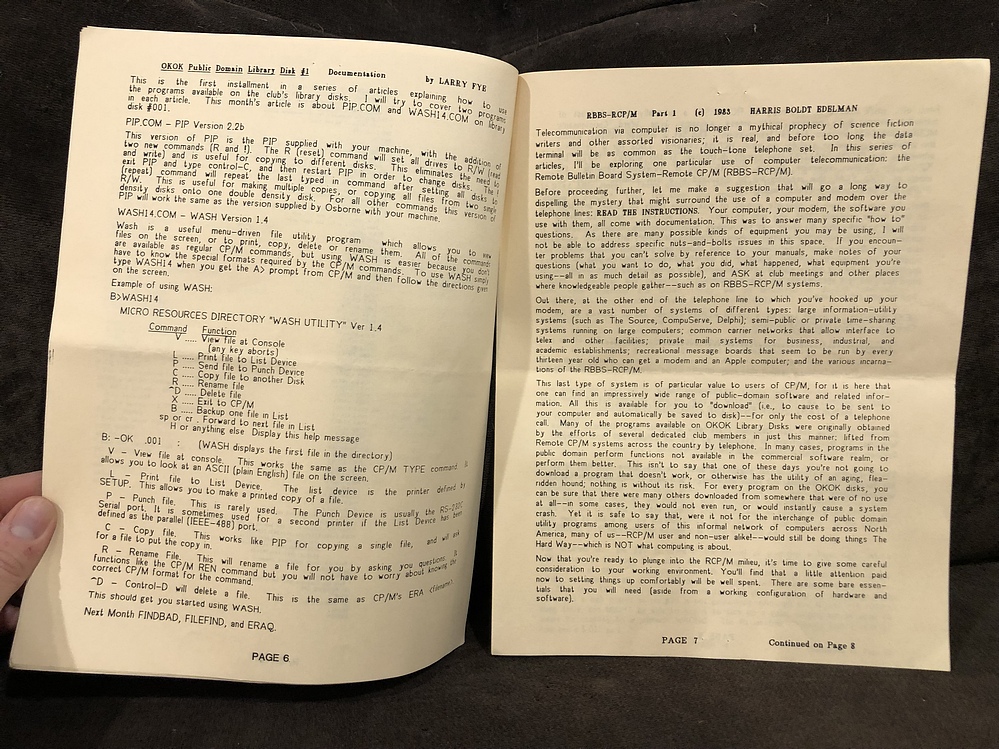 OKOK Public Domain Library Disk #1 Documentation by LARRY FYE
This is the first installment in a series of articles explaining how to use
the programs available on the club's library disks. I will try to cover two programs
in each article. This month's article is about PIP.COM and WASH14.COM on library
disk #001.
PIP.COM - PIP Version 2.2b
This version of PIP is the PIP supplied with your machine, with the addition of
two new commands (R and !). The R (reset) command will set all drives to R/W (read
and write) and is useful for copying to different disks. This eliminates the need to
exit PIP and type control-C, and then restart PIP in order to change disks. The !
(repeat) command will repeat the last typed in command after setting all disks to
R/W. This is useful for making multiple copies, or copying all files from two single
density disks onto one double density disk. For all other commands this version of
PIP will work the same as the version supplied by Osborne with your machine.
WASH14.COM - WASH Version 1.4
Wash is a useful menu-driven file utility program which allows you to view
files on the screen, or to print, copy, delete or rename them. All of the commands
are available as regular CP/M commands, but using WASH is easier because you don't
have to know the special formats required by the CP/M commands. To use WASH simply
type WASH14 when you get the A> prompt from CP/M and then follow the directions given
on the screen.
Example of using WASH:
B>WASH14
MICRO RESOURCES DIRECTORY "WASH UTILITY" Ver 1.4
Command Function
V ..... View file at Console
(any key aborts)
L ..... Print file to List Device
P ..... Send file to Punch Device
C ..... Copy file to another Disk
R ..... Rename file
^D .... Delete file
X ..... Exit to CP/M
B ..... Backup one file in List
sp or cr . Forward to next file in List
H or anything else Display this help message
B: -OK .001 : (WASH displays the first file in the directory)
V - View file at console. This works the same as the CP/M TYPE command. It
allows you to look at an ASCII (plain English) file on the screen.
L - Print file to List Device. The list device is the printer defined by
SETUP. This allows you to make a printed copy of a file.
P - Punch file. This is rarely used. The Punch Device is usually the RS-232C
Serial port. It is sometimes used for a second printer if the List Device has been
defined as the parallel (IEEE-488) port.
C - Copy file. This works like PIP for copying a single file, and will ask
for a file to put the copy in.
R - Rename File. This will rename a file for you by asking you questions. It
functions like the CP/M REN command but you will not have to worry about knowing the
correct CP/M format for the command.
^D - Control-D will delete a file. This is the same as CP/M's ERA (filename).
This should get you started using WASH.
Next Month FINDBAD, FILEFIND, and ERAQ.
PAGE 6
RBBS-RCP/M Part 1 (c) 1983 HARRIS BOLDT EDELMAN
Telecommunication via computer is no longer a mythical prophecy of science fiction
writers and other assorted visionaries; it is real, and before too long the data
terminal will be as common as the touch-tone telephone set. In this series of
articles, I'll be exploring one particular use of computer telecommunication: the
Remote Bulletin Board System-Remote CP/M (RBBS-RCP/M).
Before proceeding further, let me make a suggestion that will go a long way to
dispelling the mystery that might surround the use of a computer and modem over the
telephone lines: READ THE INSTRUCTIONS. Your computer, your modem, the software you
use with them, all come with documentation. This was to answer many specific "how to"
questions. As there are many possible kinds of equipment you may be using, I will
not be able to address specific nuts-and-bolts issues in this space. If you encoun-
ter problems that you can't solve by reference to your manuals, make notes of your
questions (what you want to do, what you did, what happened, what equipment you're
using--all in as much detail as possible), and ASK at club meetings and other places
where knowledgeable people gather--such as on RBBS-RCP/M systems.
Out there, at the other end of the telephone line to which you've hooked up your
modem, are a vast number of systems of different types: large information-utility
systems (such as The Source, CompuServe, Delphi); semi-public or private time-sharing
systems running on large computers; common carrier networks that allow interface to
telex and other facilities; private mail systems for business, industrial, and
academic establishments; recreational message boards that seem to be run by every
thirteen year old who can get a modem and an Apple computer; and the various incarna-
tions of the RBBS-RCP/M.
This last type of system is of particular value to users of CP/M, for it is here that
one can find an impressively wide range of public-domain software and related infor-
mation. All this is available for you to "download" (i.e., to cause to be sent to
your computer and automatically be saved to disk)--for only the cost of a telephone
call. Many of the programs available on OKOK Library Disks were originally obtained
by the efforts of several dedicated club members in just this manner: lifted from
Remote CP/M systems across the country by telephone. In many cases, programs in the
public domain perform functions not available in the commercial software realm, or
perform them better. This isn't to say that one of these days you're not going to
download a program that doesn't work, or otherwise has the utility of an aging, flea-
ridden hound; nothing is without its risk. For every program on the OKOK disks, you
can be sure that there were many others downloaded from somewhere that were of no use
at all--in some cases, they would not even run, or would instantly cause a system
crash. Yet it is safe to say that, were it not for the interchange of public domain
utility programs among users of this informal network of computers across North
America, many of us--RCP/M user and non-user alike!--would still be doing things The
Hard Way--which is NOT what computing is about.
Now that you're ready to plunge into the RCP/M milieu, it's time to give some careful
consideration to your working enviroment. You'll find that a little attention paid
now to setting things up comfortably will be well spent. There are some bare essen-
tials that you will need (aside from a working configuration of hardware and
software).
PAGE 7 Continued on Page 8